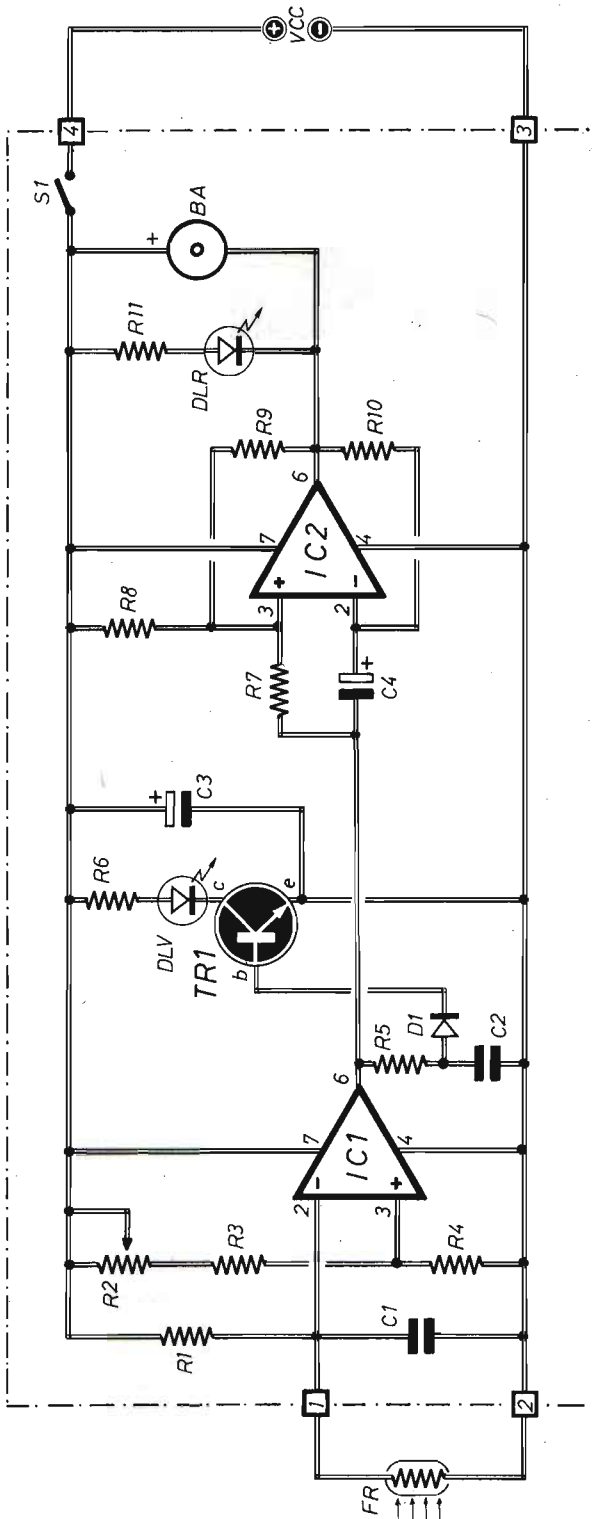 FR
1
2
R1
C1
R2
R3
R4
2
3
-
+
IC1
7
4
6
R5
D1
C2
b
c
e
TR1
DLV
R6
+
C3
R7
C4
+
R8
3
2
+
-
IC2
7
4
6
R9
R10
DLR
R11
+
BA
S1
4
3
+
VCC
-